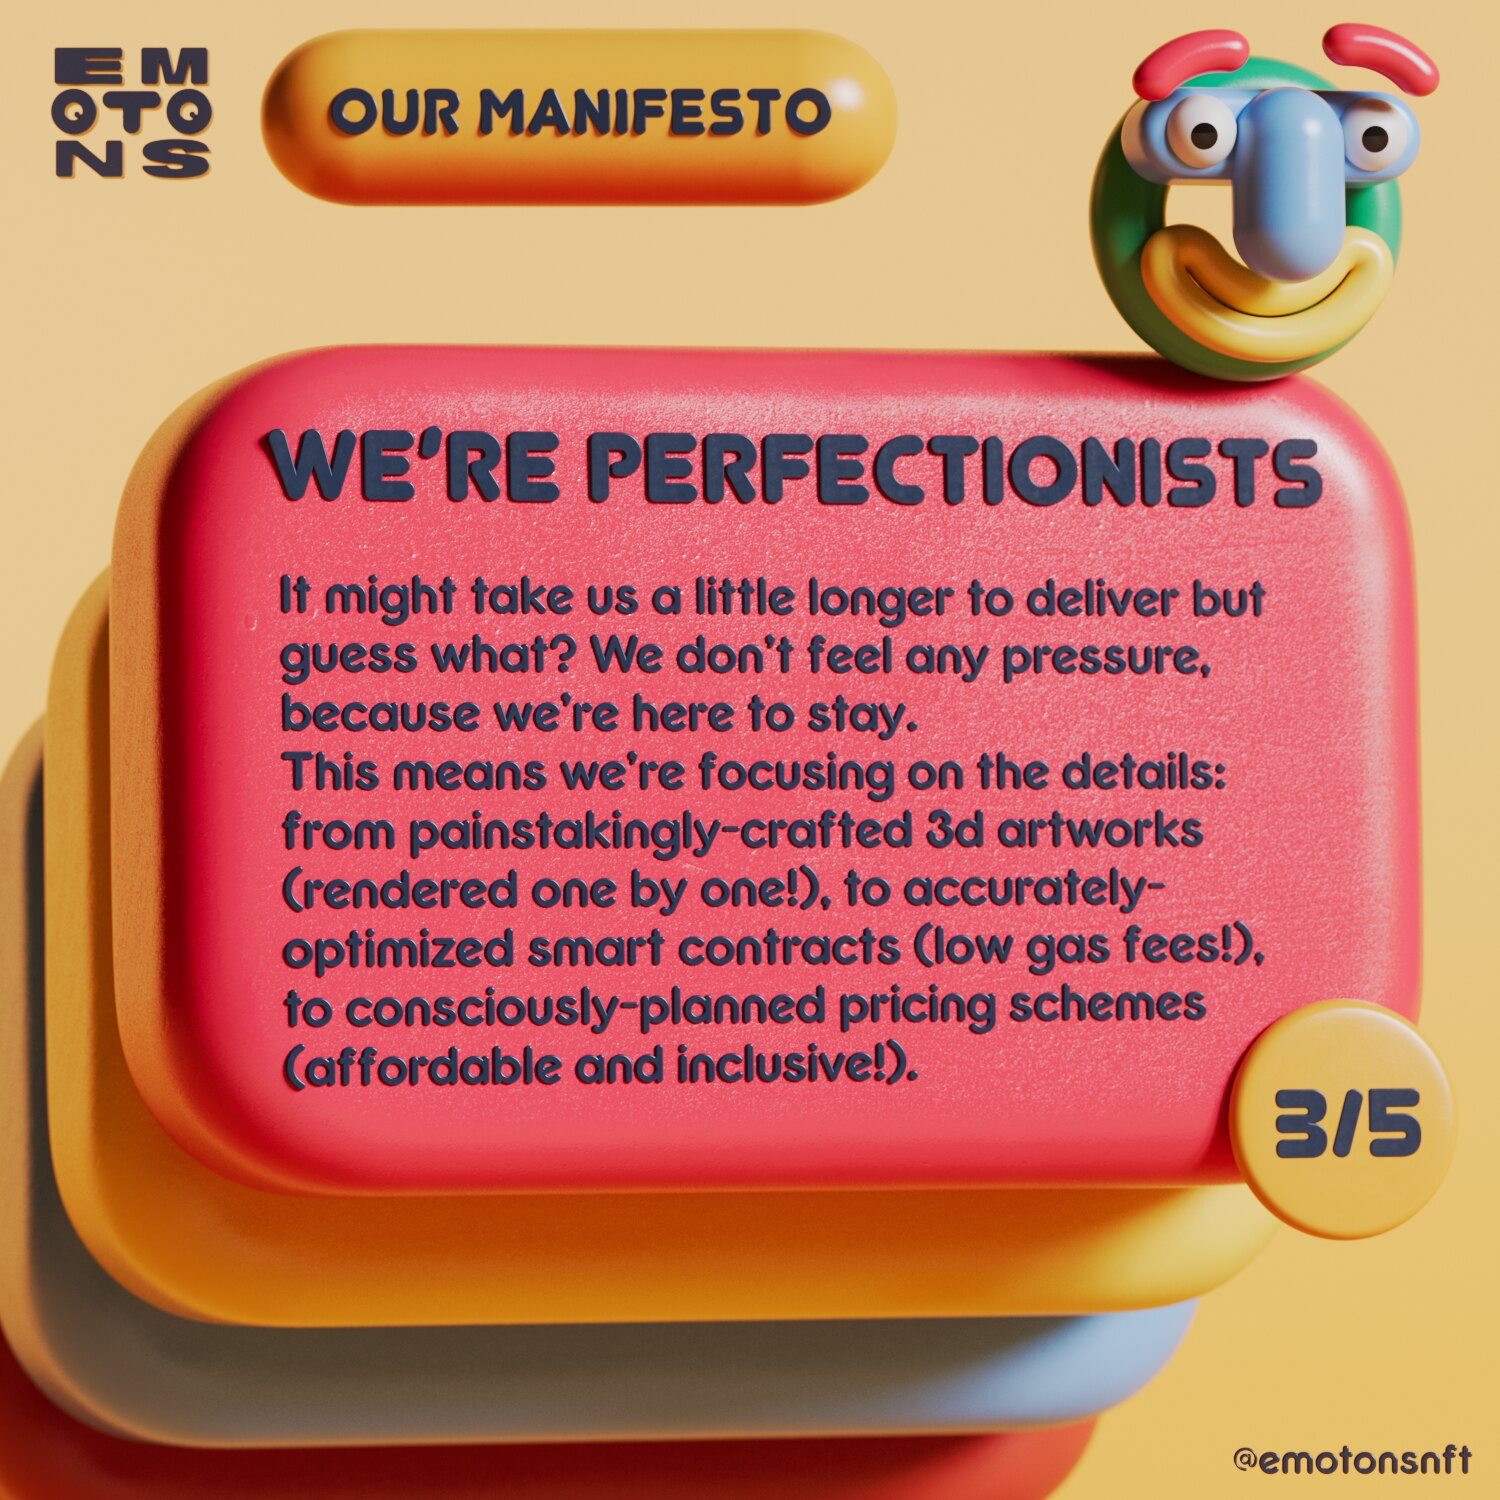 EM
OTO
NS
OUR MANIFESTO
WE'RE PERFECTIONISTS
It might take us a little longer to deliver but
guess what? We don't feel any pressure,
because we're here to stay.
This means we're focusing on the details:
from painstakingly-crafted 3d artworks
(rendered one by one!), to accurately-
optimized smart contracts (low gas fees!),
to consciously-planned pricing schemes
(affordable and inclusive!).
3/5
@emotonsnft